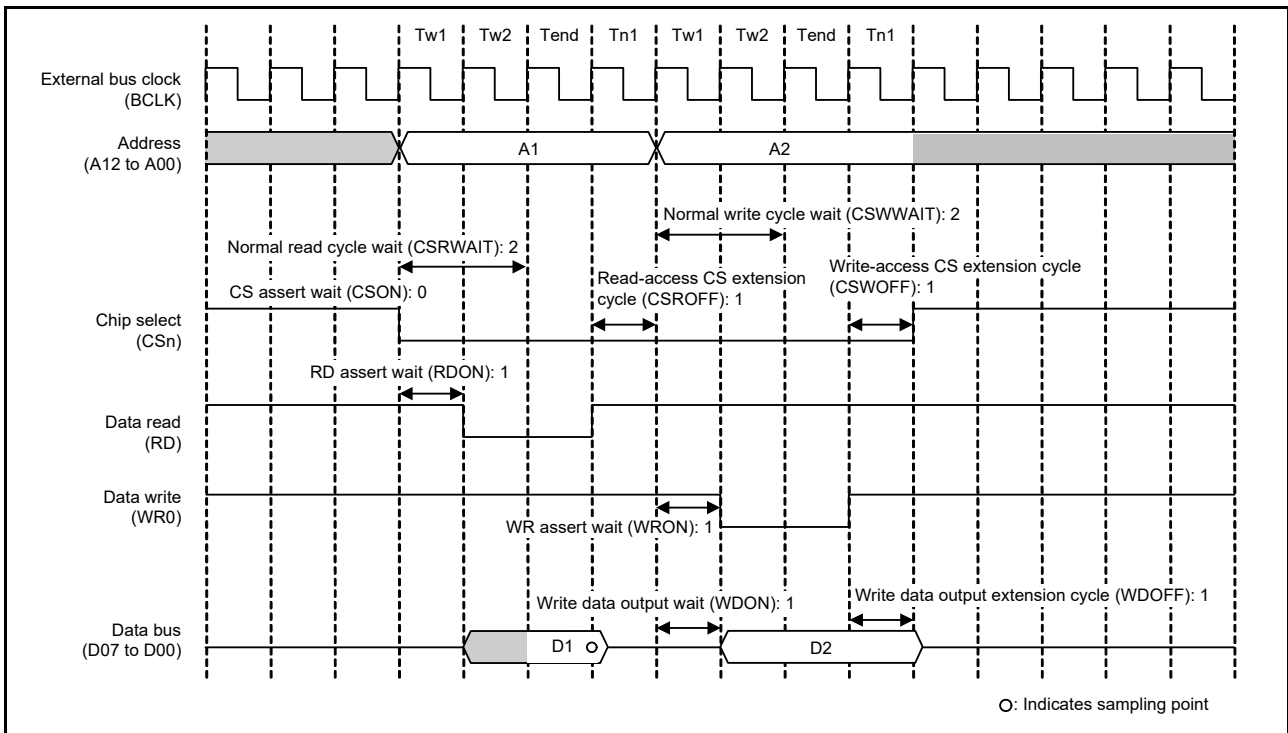 Tw1 Tw2 Tend Tn1 Tw1 Tw2 Tend Tn1
External bus clock
(BCLK)
Address
(A12 to A00)
A1
A2
Normal write cycle wait (CSWWAIT): 2
Normal read cycle wait (CSRWAIT): 2
Read-access CS extension
cycle (CSROFF): 1
Write-access CS extension cycle
(CSWOFF): 1
CS assert wait (CSON): 0
Chip select
(CSn)
RD assert wait (RDON): 1
Data read
(RD)
Data write
(WR0)
WR assert wait (WRON): 1
Write data output wait (WDON): 1
Write data output extension cycle (WDOFF): 1
Data bus
(D07 to D00)
D1
D2
: Indicates sampling point